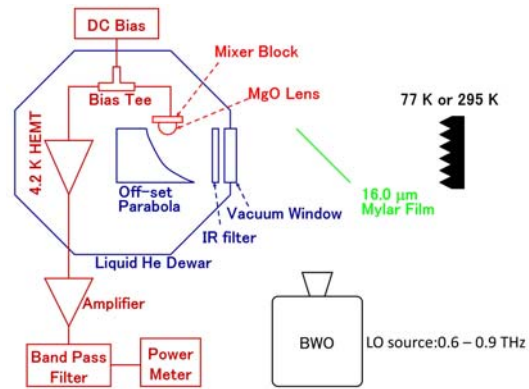 DC Bias
Mixer Block
MgO Lens
Bias Tee
77 K or 295 K
4.2 K HEMT
Off-set
Parabola
Vacuum Window
IR filter
16.0 μm
Mylar Film
Liquid He Dewar
Amplifier
BWO
LO source:0.6 – 0.9 THz
Band Pass
Filter
Power
Meter